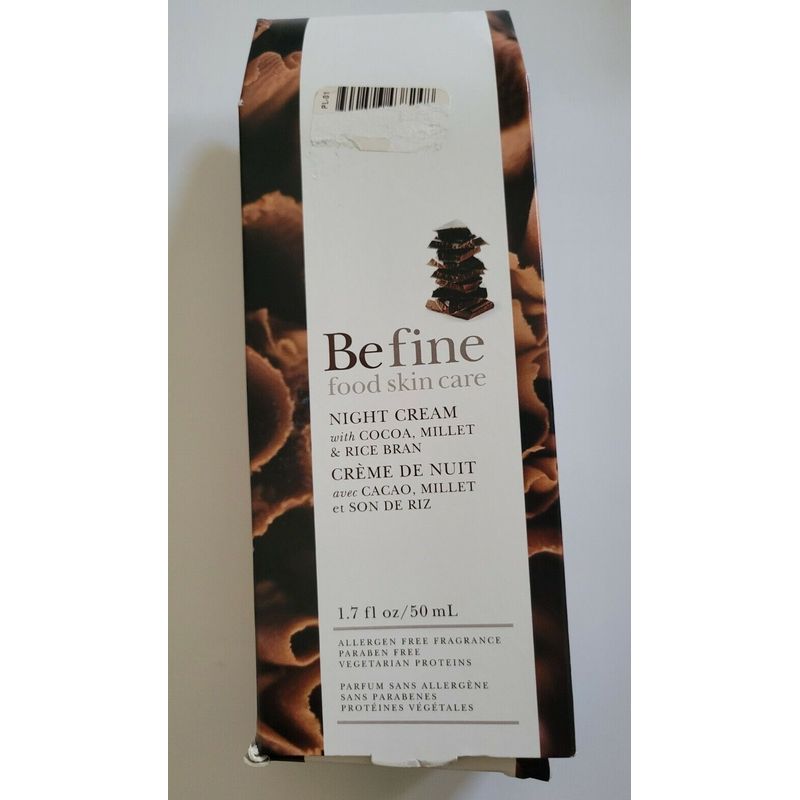 PL-01
Befine
food skin care
NIGHT CREAM
with COCOA, MILLET
& RICE BRAN
CRÈME DE NUIT
avec CACAO, MILLET
et SON DE RIZ
1.7 fl oz/50 mL
ALLERGEN FREE FRAGRANCE
PARABEN FREE
VEGETARIAN PROTEINS
PARFUM SANS ALLERGÈNE
SANS PARABENES
PROTÉINES VÉGÉTALES